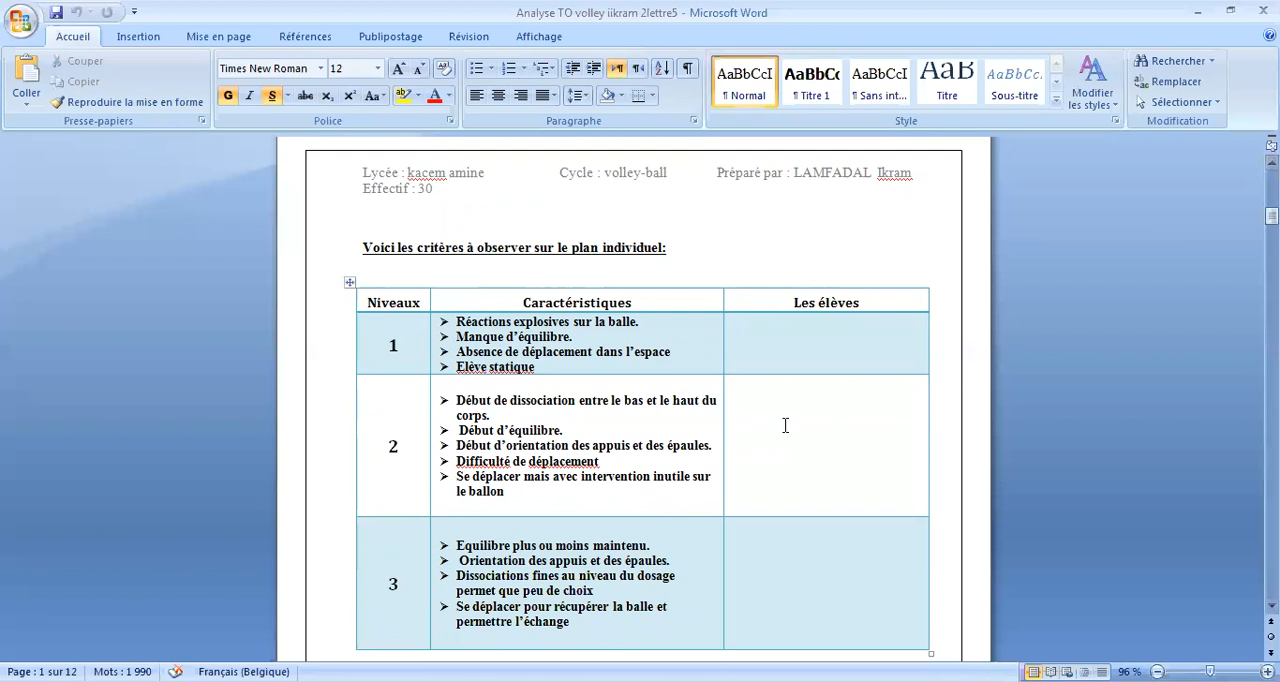 Analyse TO volley iikram 2lettre5 - Microsoft Word
Accueil Insertion Mise en page Références Publipostage Révision Affichage
Coller
Couper
Copier
Reproduire la mise en forme
Presse-papiers
Times New Roman 12
G I S abc X₂ X² Aa
Police
Paragraphe
AaBbCcI AaBbCc AaBbCcI AaB AaBbCcI
¶ Normal ¶ Titre 1 ¶ Sans int... Titre Sous-titre
Modifier
les styles
Style
Rechercher
Remplacer
Sélectionner
Modification
Lycée : kacem amine Cycle : volley-ball Préparé par : LAMFADAL Ikram
Effectif : 30
Voici les critères à observer sur le plan individuel:
Niveaux Caractéristiques Les élèves
1
➢ Réactions explosives sur la balle.
➢ Manque d’équilibre.
➢ Absence de déplacement dans l’espace
➢ Elève statique
2
➢ Début de dissociation entre le bas et le haut du
corps.
➢ Début d’équilibre.
➢ Début d’orientation des appuis et des épaules.
➢ Difficulté de déplacement
➢ Se déplacer mais avec intervention inutile sur
le ballon
3
➢ Equilibre plus ou moins maintenu.
➢ Orientation des appuis et des épaules.
➢ Dissociations fines au niveau du dosage
permet que peu de choix
➢ Se déplacer pour récupérer la balle et
permettre l’échange
Page : 1 sur 12 Mots : 1 990 Français (Belgique) 96 %